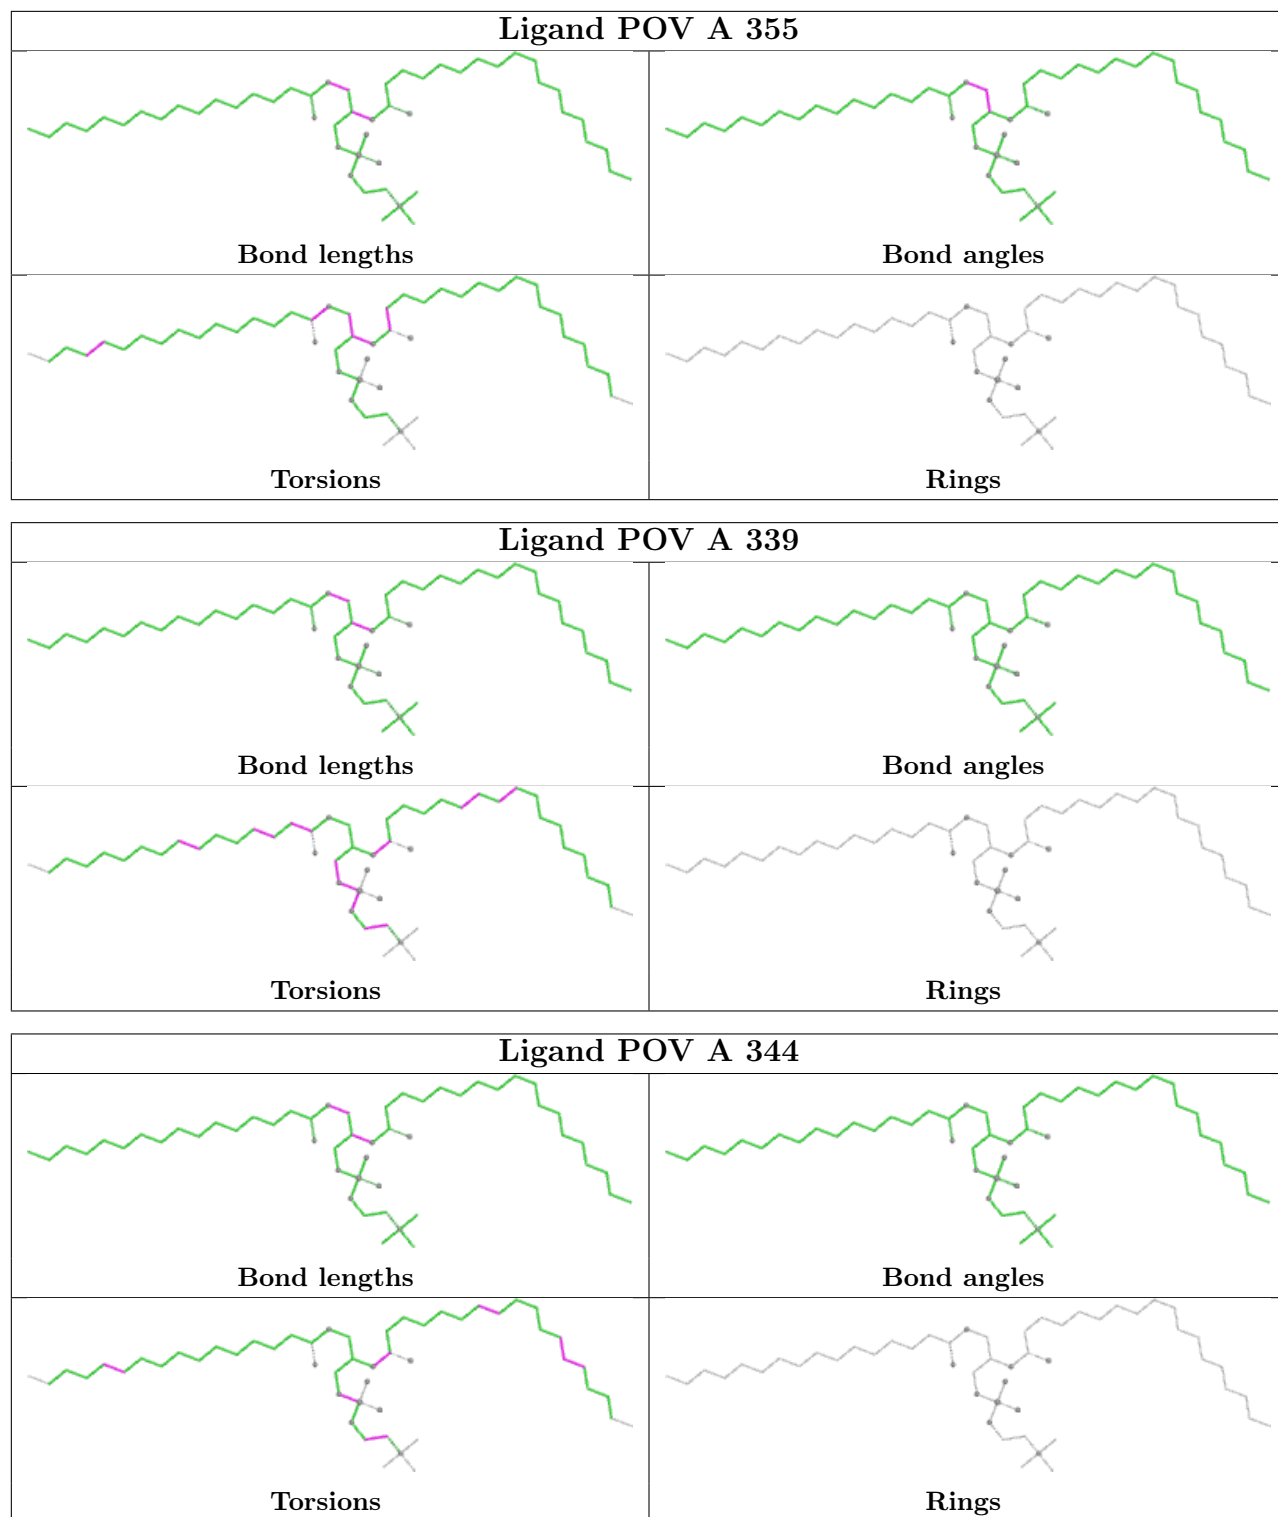 Ligand POV A 355
Bond lengths
Bond angles
Torsions
Rings
Ligand POV A 339
Bond lengths
Bond angles
Torsions
Rings
Ligand POV A 344
Bond lengths
Bond angles
Torsions
Rings